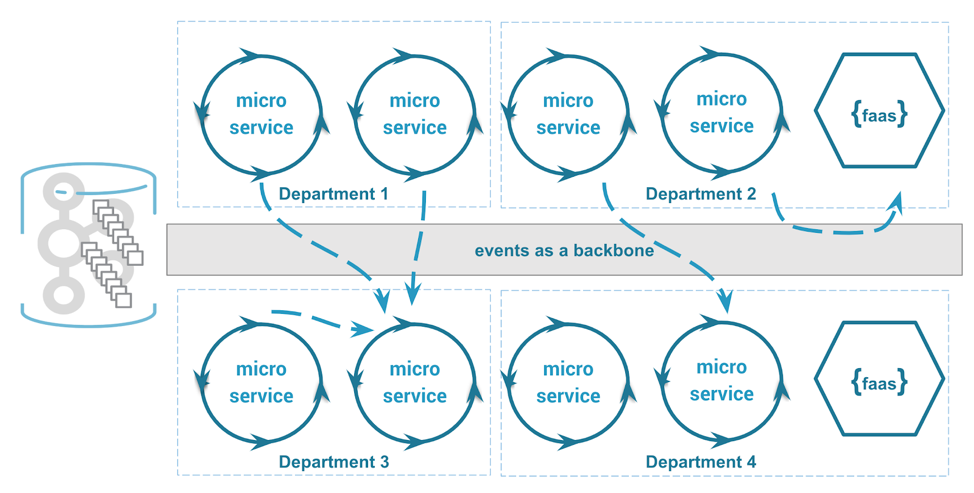 micro
service
micro
service
Department 1
micro
service
micro
service
{faas}
Department 2
events as a backbone
micro
service
micro
service
Department 3
micro
service
micro
service
{faas}
Department 4